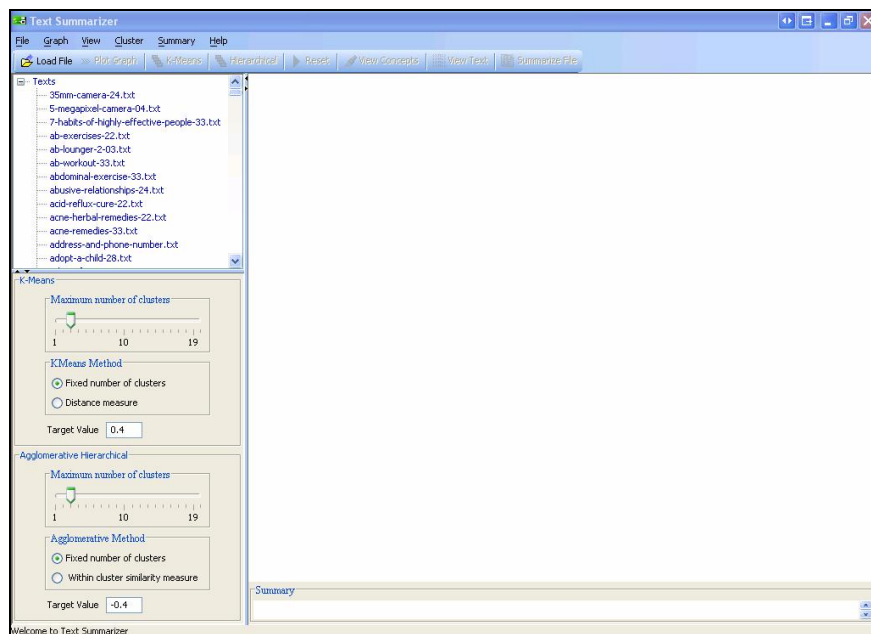 Text Summarizer
File Graph View Cluster Summary Help
Load File Plot Graph K-Means Hierarchical Reset View Concepts View Text Summarize File
Texts
35mm-camera-24.txt
5-megapixel-camera-04.txt
7-habits-of-highly-effective-people-33.txt
ab-exercises-22.txt
ab-lounger-2-03.txt
ab-workout-33.txt
abdominal-exercise-33.txt
abusive-relationships-24.txt
acid-reflux-cure-22.txt
acne-herbal-remedies-22.txt
acne-remedies-33.txt
address-and-phone-number.txt
adopt-a-child-28.txt
K-Means
Maximum number of clusters
1 10 19
KMeans Method
Fixed number of clusters
Distance measure
Target Value 0.4
Agglomerative Hierarchical
Maximum number of clusters
1 10 19
Agglomerative Method
Fixed number of clusters
Within cluster similarity measure
Target Value -0.4
Summary
Welcome to Text Summarizer